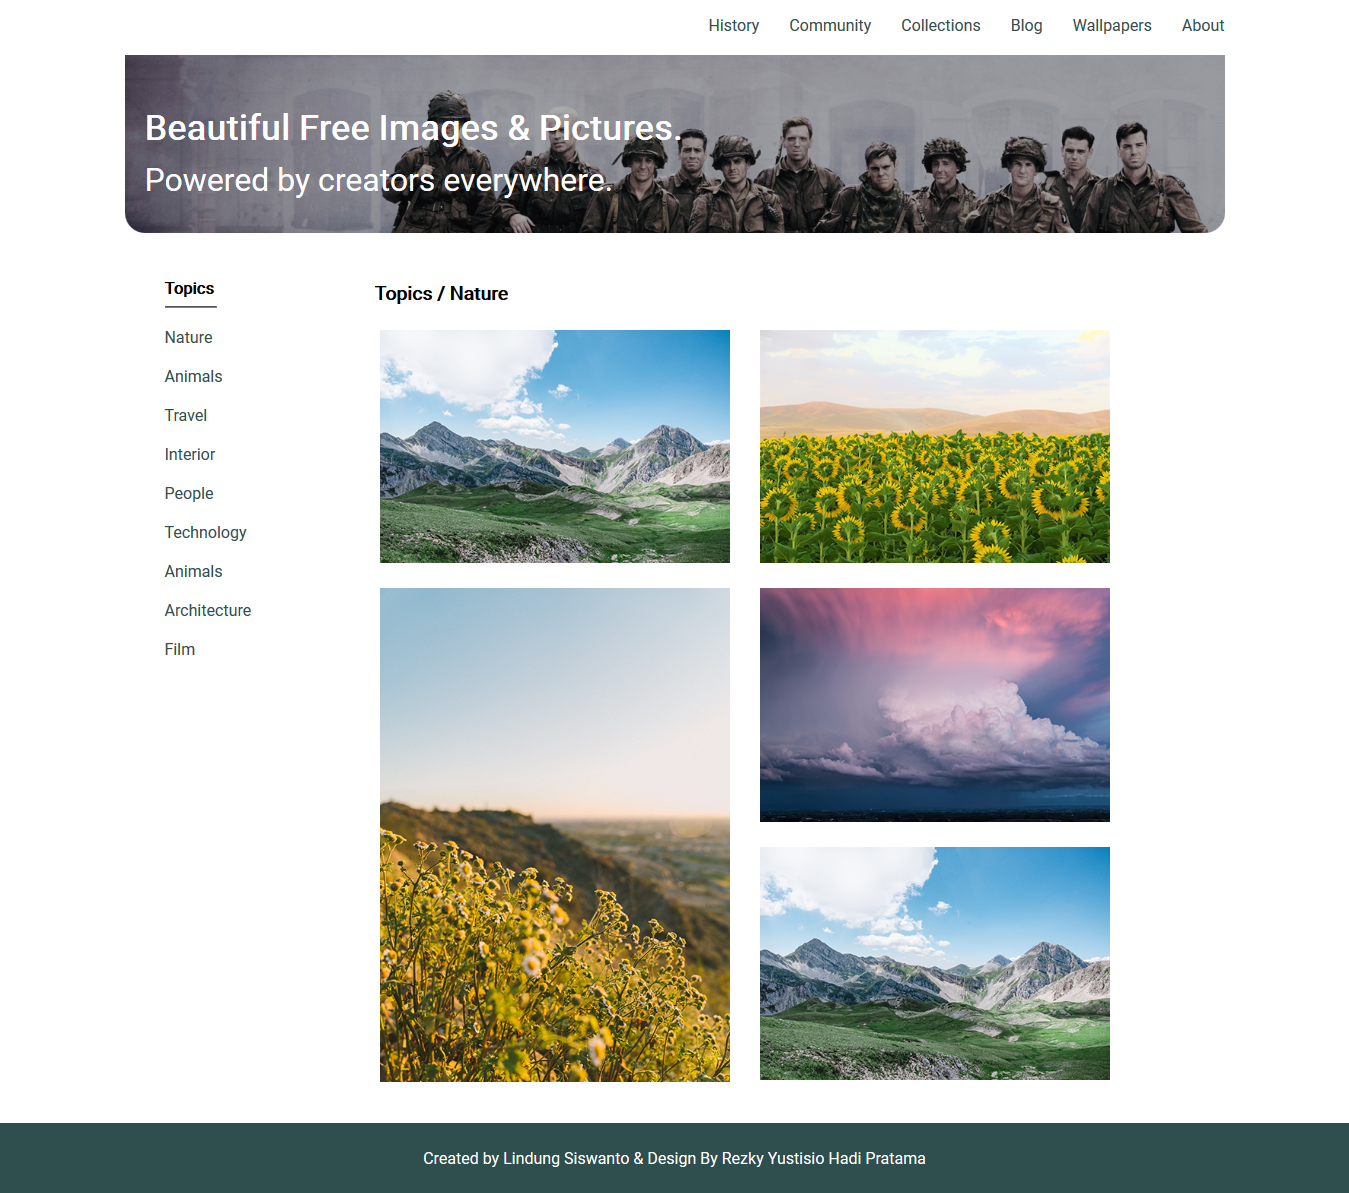 History Community Collections Blog Wallpapers About
Beautiful Free Images & Pictures.
Powered by creators everywhere.
Topics
Nature
Animals
Travel
Interior
People
Technology
Animals
Architecture
Film
Topics / Nature
Created by Lindung Siswanto & Design By Rezky Yustisio Hadi Pratama